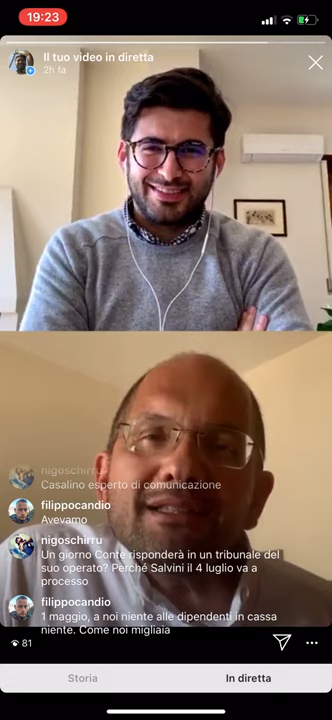 19:23
Il tuo video in diretta
2h fa
nigoschirru
Casalino esperto di comunicazione
filippocandio
Avevamo
nigoschirru
Un giorno Conte risponderà in un tribunale del
suo operato? Perché Salvini il 4 luglio va a
processo
filippocandio
1 maggio, a noi niente alle dipendenti in cassa
niente. Come noi migliaia
81
Storia
In diretta